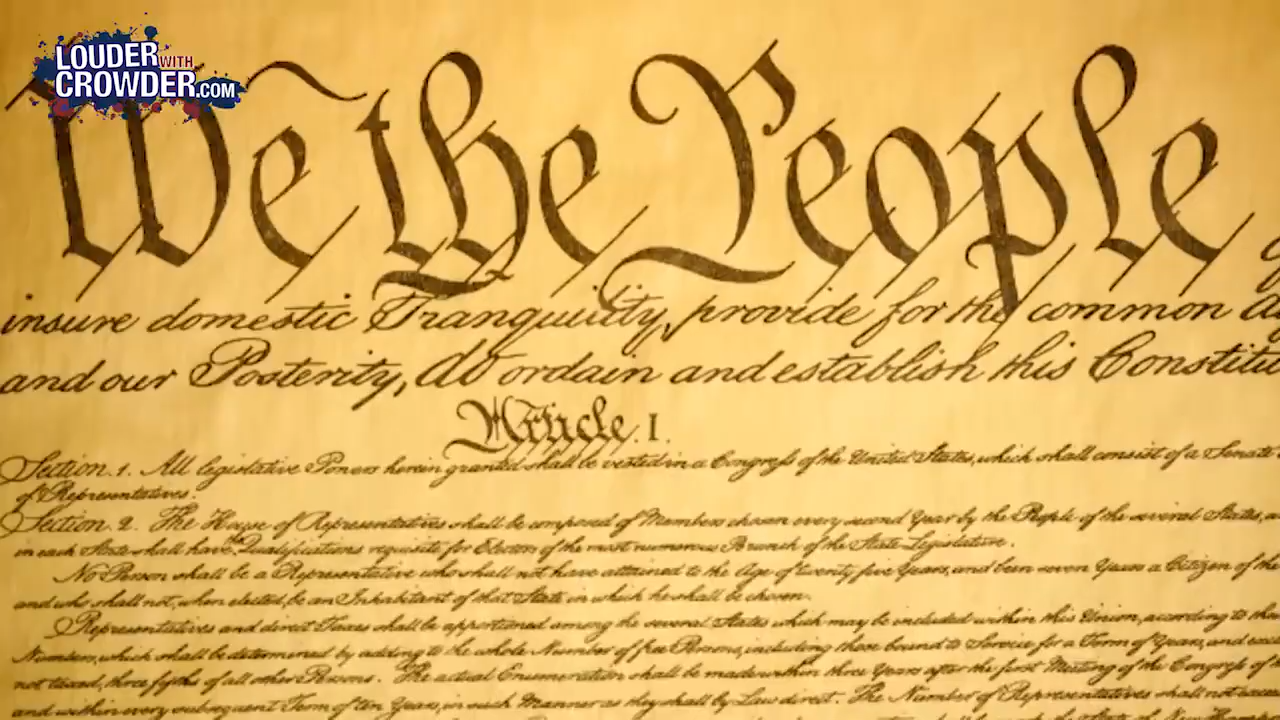 LOUDER WITH
CROWDER.COM
We the People
insure domestic Tranquility, provide for the common
and our Posterity, do ordain and establish this Constitu
Article. I.
Section. 1. All legislative Powers herein granted shall be vested in a Congress of the United States, which shall consist of a Senate
of Representatives.
Section. 2. The House of Representatives shall be composed of Members chosen every second Year by the People of the several States,
in each State shall have the Qualifications requisite for Electors of the most numerous Branch of the State Legislature.
No Person shall be a Representative who shall not have attained to the Age of twenty five Years, and been seven Years a Citizen of the
and who shall not, when elected, be an Inhabitant of that State in which he shall be chosen.
Representatives and direct Taxes shall be apportioned among the several States which may be included within this Union, according to
Numbers, which shall be determined by adding to the whole Number of free Persons, including those bound to Service for a Term of Years, and
not taxed, three fifths of all other Persons. The actual Enumeration shall be made within three Years after the first Meeting of the Congress of
and within every subsequent Term of ten Years, in such Manner as they shall by Law direct. The Number of Representatives shall not